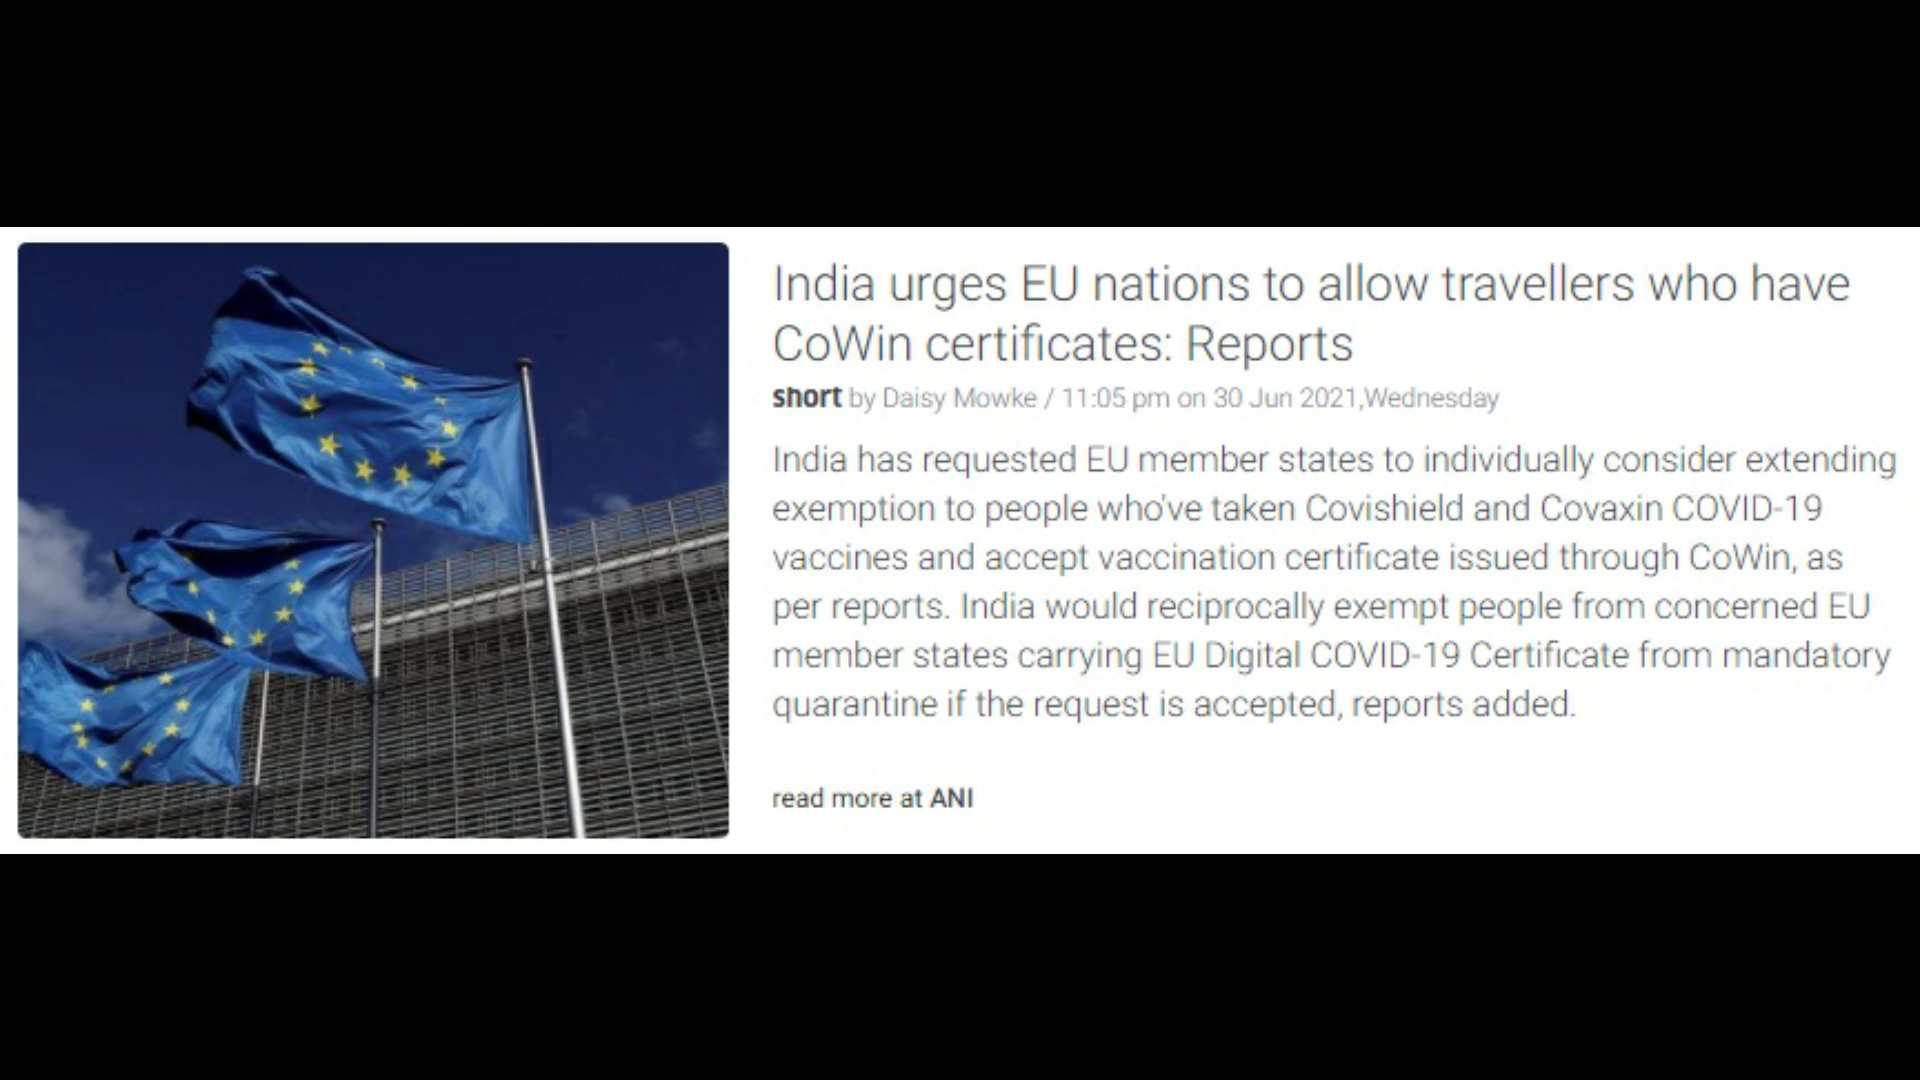 India urges EU nations to allow travellers who have
CoWin certificates: Reports
short by Daisy Mowke / 11:05 pm on 30 Jun 2021,Wednesday
India has requested EU member states to individually consider extending
exemption to people who've taken Covishield and Covaxin COVID-19
vaccines and accept vaccination certificate issued through CoWin, as
per reports. India would reciprocally exempt people from concerned EU
member states carrying EU Digital COVID-19 Certificate from mandatory
quarantine if the request is accepted, reports added.
read more at ANI